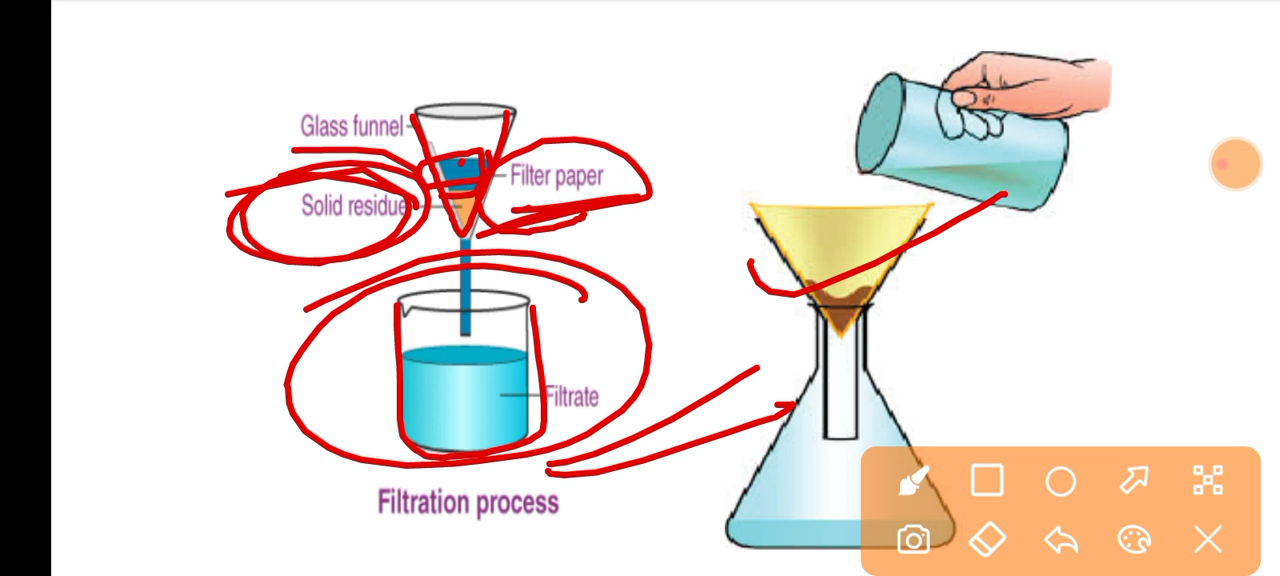 Glass funnel
Filter paper
Solid residue
Filtrate
Filtration process